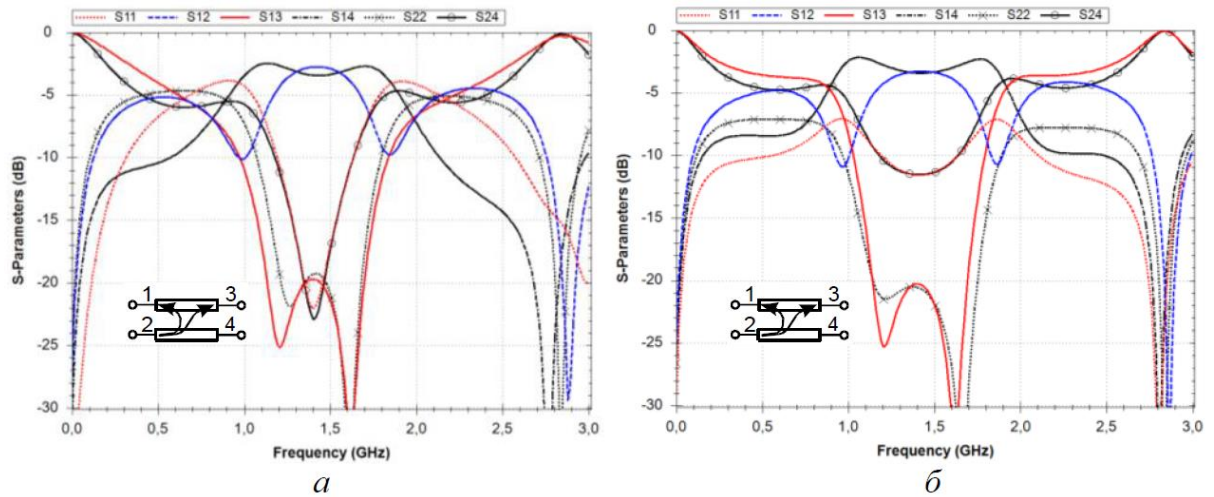 S11 S12 S13 S14 S22 S24
0
-5
-10
-15
-20
-25
-30
S-Parameters (dB)
1 3
2 4
0,0 0,5 1,0 1,5 2,0 2,5 3,0
Frequency (GHz)
а
S11 S12 S13 S14 S22 S24
0
-5
-10
-15
-20
-25
-30
S-Parameters (dB)
1 3
2 4
0,0 0,5 1,0 1,5 2,0 2,5 3,0
Frequency (GHz)
б